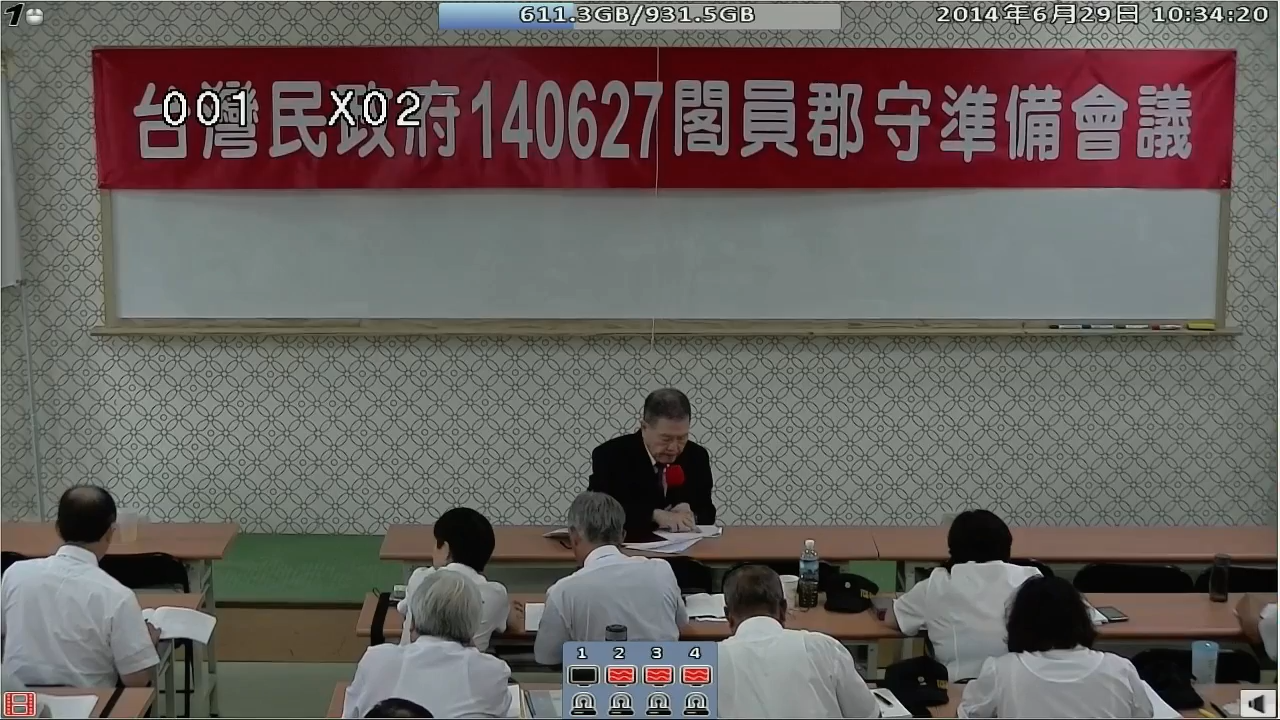 1
611.3GB/931.5GB
2014年6月29日 10:34:20
台灣民政府140627閣員郡守準備會議
001 X02
1 2 3 4